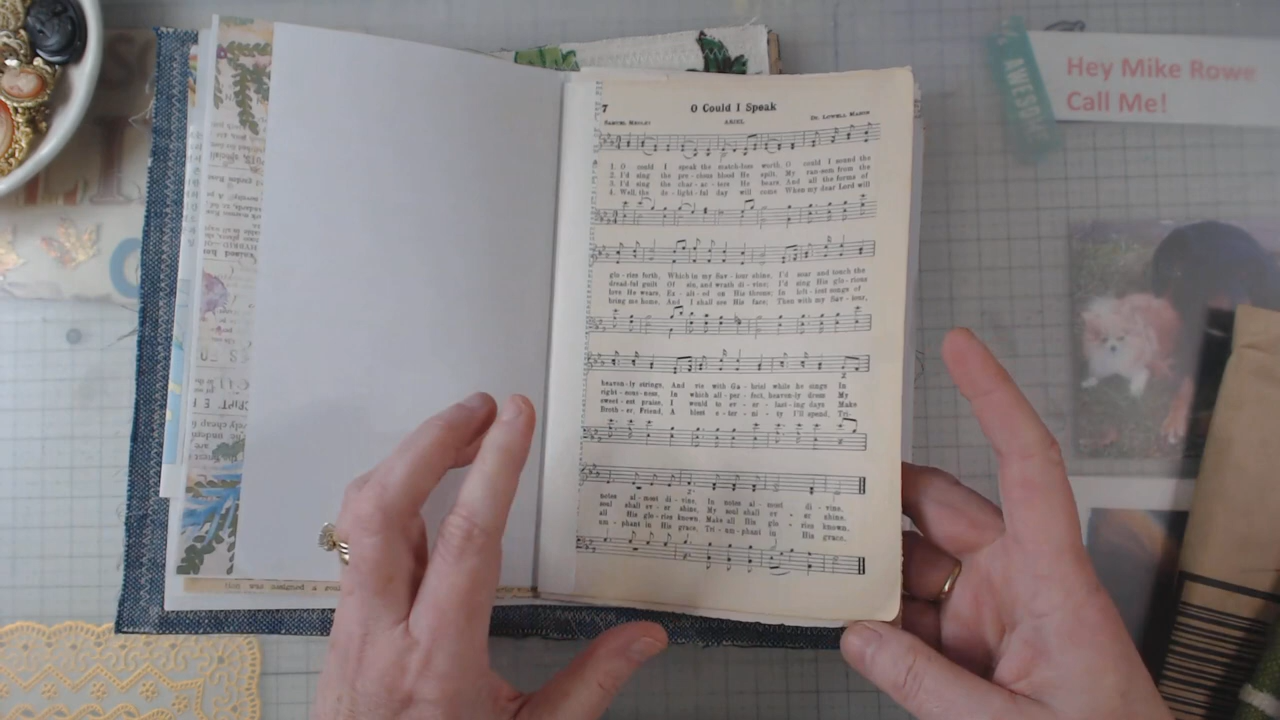 AWESOME
Hey Mike Rowe
Call Me!
7
O Could I Speak
SAMUEL MEDLEY
ARIEL.
DR. LOWELL MASON
1. O could I speak the match-less worth, O could I sound the
2. I'd sing the pre-cious blood He spilt, My ran-som from the
3. I'd sing the char-ac-ters He bears, And all the forms of
4. Well, the de-light-ful day will come When my dear Lord will
glo-ries forth, Which in my Sav-iour shine, I'd soar and touch the
dread-ful guilt Of sin, and wrath di-vine; I'd sing His glo-rious
love He wears, Ex-alt-ed on His throne; In loft-iest songs of
bring me home, And I shall see His face; Then with my Sav-iour,
heaven-ly strings, And vie with Ga-briel while he sings In
right-eous-ness, In which all-per-fect, heaven-ly dress My
sweet-est praise, I would to ev-er-last-ing days Make
Broth-er, Friend, A blest e-ter-ni-ty I'll spend, Tri-
notes al-most di-vine, In notes al-most di-vine.
soul shall ev-er shine, My soul shall ev-er shine.
all His glo-ries known, Make all His glo-ries known.
um-phant in His grace, Tri-um-phant in His grace.